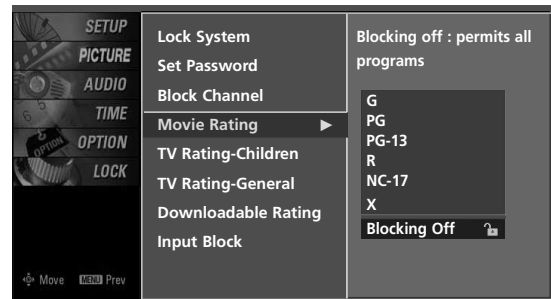 SETUP
PICTURE
AUDIO
TIME
OPTION
LOCK
Move MENU Prev
Lock System
Set Password
Block Channel
Movie Rating ►
TV Rating-Children
TV Rating-General
Downloadable Rating
Input Block
Blocking off : permits all
programs
G
PG
PG-13
R
NC-17
X
Blocking Off